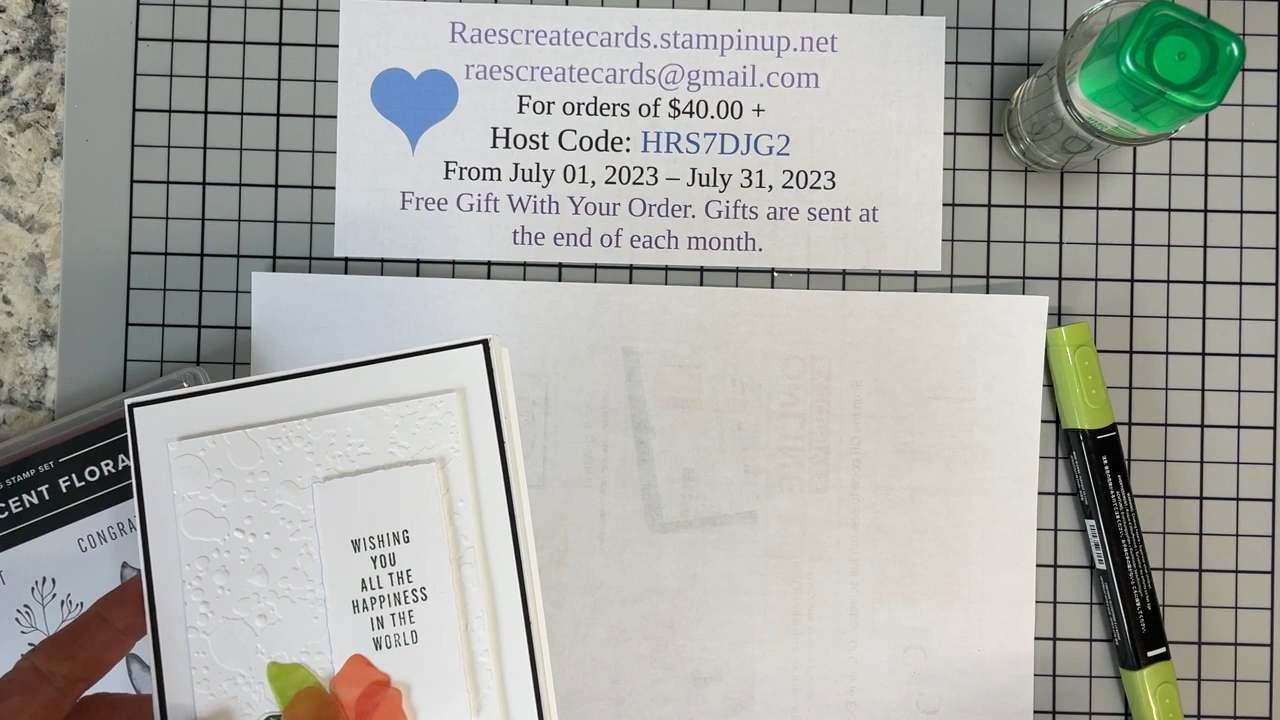 Raescreatecards.stampinup.net
raescreatecards@gmail.com
For orders of $40.00 +
Host Code: HRS7DJG2
From July 01, 2023 – July 31, 2023
Free Gift With Your Order. Gifts are sent at
the end of each month.
STAMP SET
CENT FLORA
CONGRA
WISHING
YOU
ALL THE
HAPPINESS
IN THE
WORLD